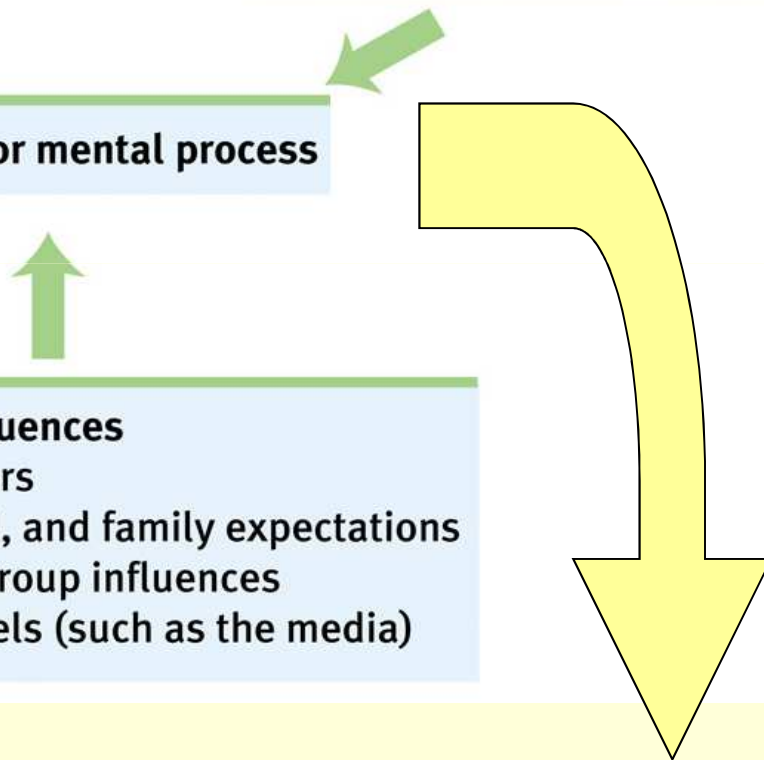 or mental process
uences
rs
, and family expectations
roup influences
els (such as the media)